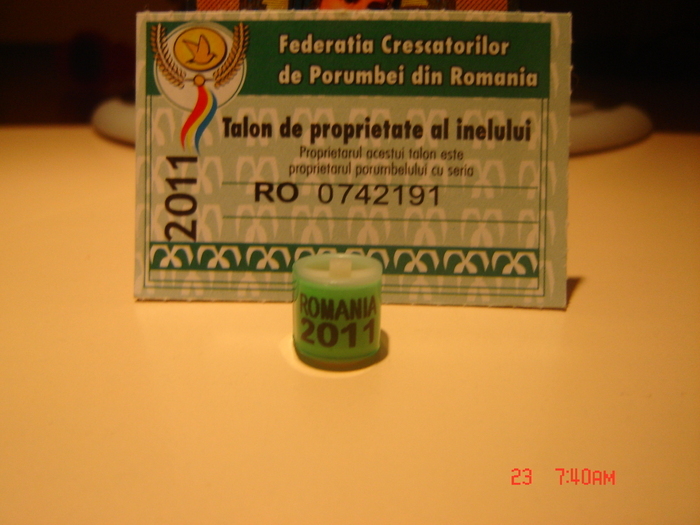 Federatia Crescatorilor
de Porumbei din Romania
Talon de proprietate al inelului
Proprietarul acestui talon este
proprietarul porumbelului cu seria
RO 0742191
2011
ROMANIA
2011
23 7:40AM